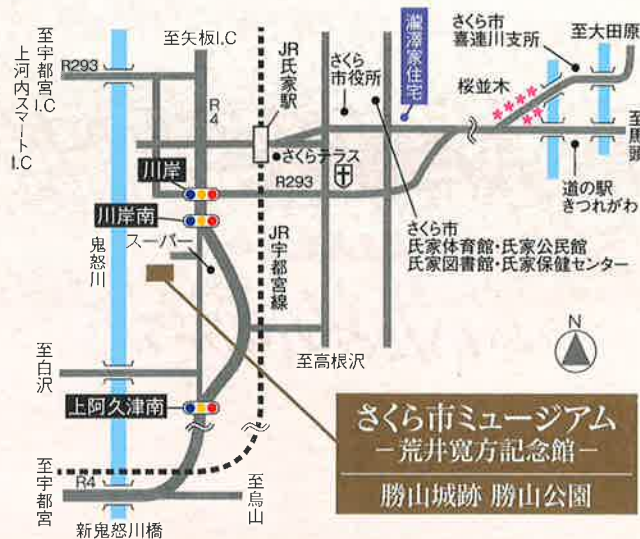 至宇都宮I.C
上河内スマートI.C
R293
至矢板I.C
R4
JR氏家駅
さくら
市役所
瀧澤家住宅
さくら市
喜連川支所
至大田原
桜並木
至馬頭
さくらテラス
川岸
R293
道の駅
きつれがわ
川岸南
スーパー
鬼怒川
JR宇都宮線
さくら市
氏家体育館・氏家公民館
氏家図書館・氏家保健センター
N
至白沢
至高根沢
上阿久津南
さくら市ミュージアム
－荒井寛方記念館－
勝山城跡 勝山公園
至宇都宮
R4
至烏山
新鬼怒川橋